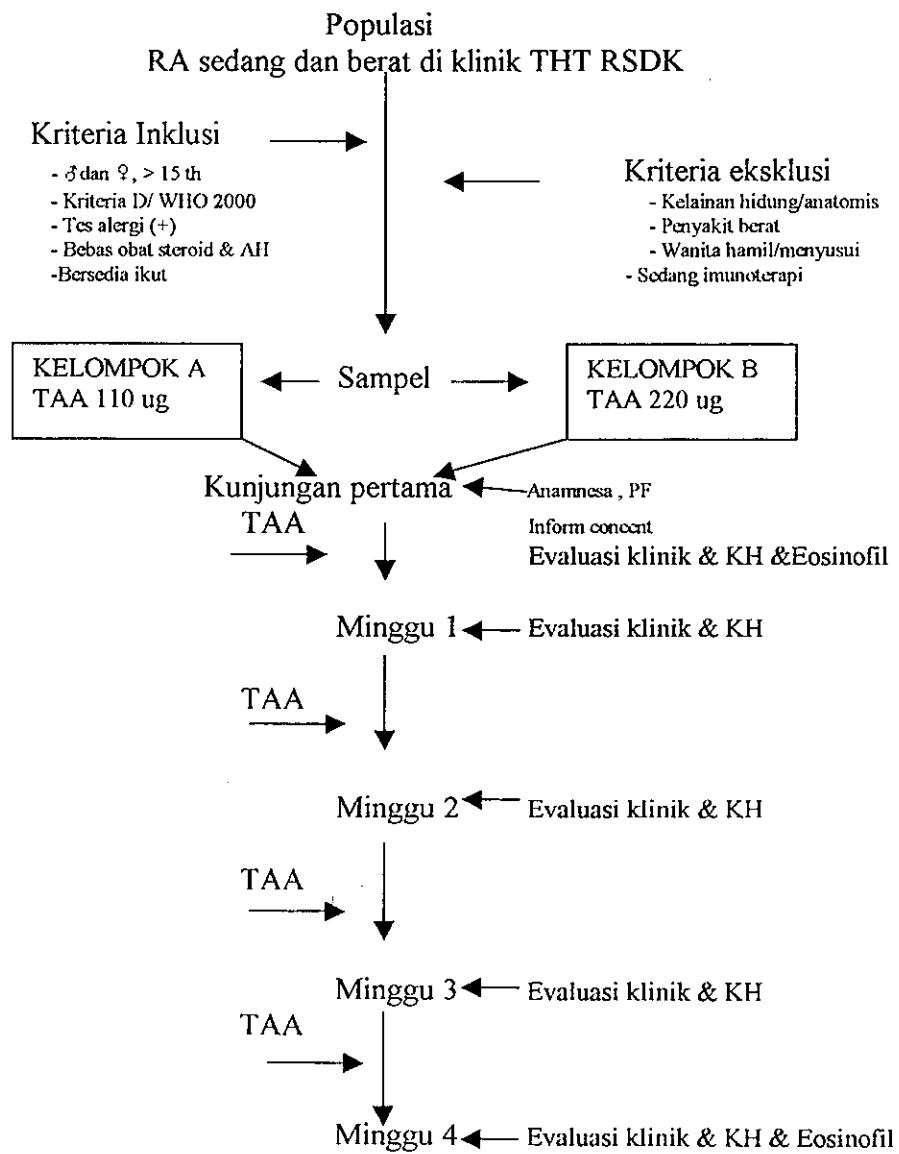 Populasi
RA sedang dan berat di klinik THT RSDK
Kriteria Inklusi
- ♂ dan ♀, > 15 th
- Kriteria D/ WHO 2000
- Tes alergi (+)
- Bebas obat steroid & AH
-Bersedia ikut
Kriteria eksklusi
- Kelainan hidung/anatomis
- Penyakit berat
- Wanita hamil/menyusui
- Sedang imunoterapi
KELOMPOK A
TAA 110 ug
Sampel
KELOMPOK B
TAA 220 ug
Kunjungan pertama
Anamnesa , PF
TAA
Inform concent
Evaluasi klinik & KH &Eosinofil
Minggu 1
Evaluasi klinik & KH
TAA
Minggu 2
Evaluasi klinik & KH
TAA
Minggu 3
Evaluasi klinik & KH
TAA
Minggu 4
Evaluasi klinik & KH & Eosinofil